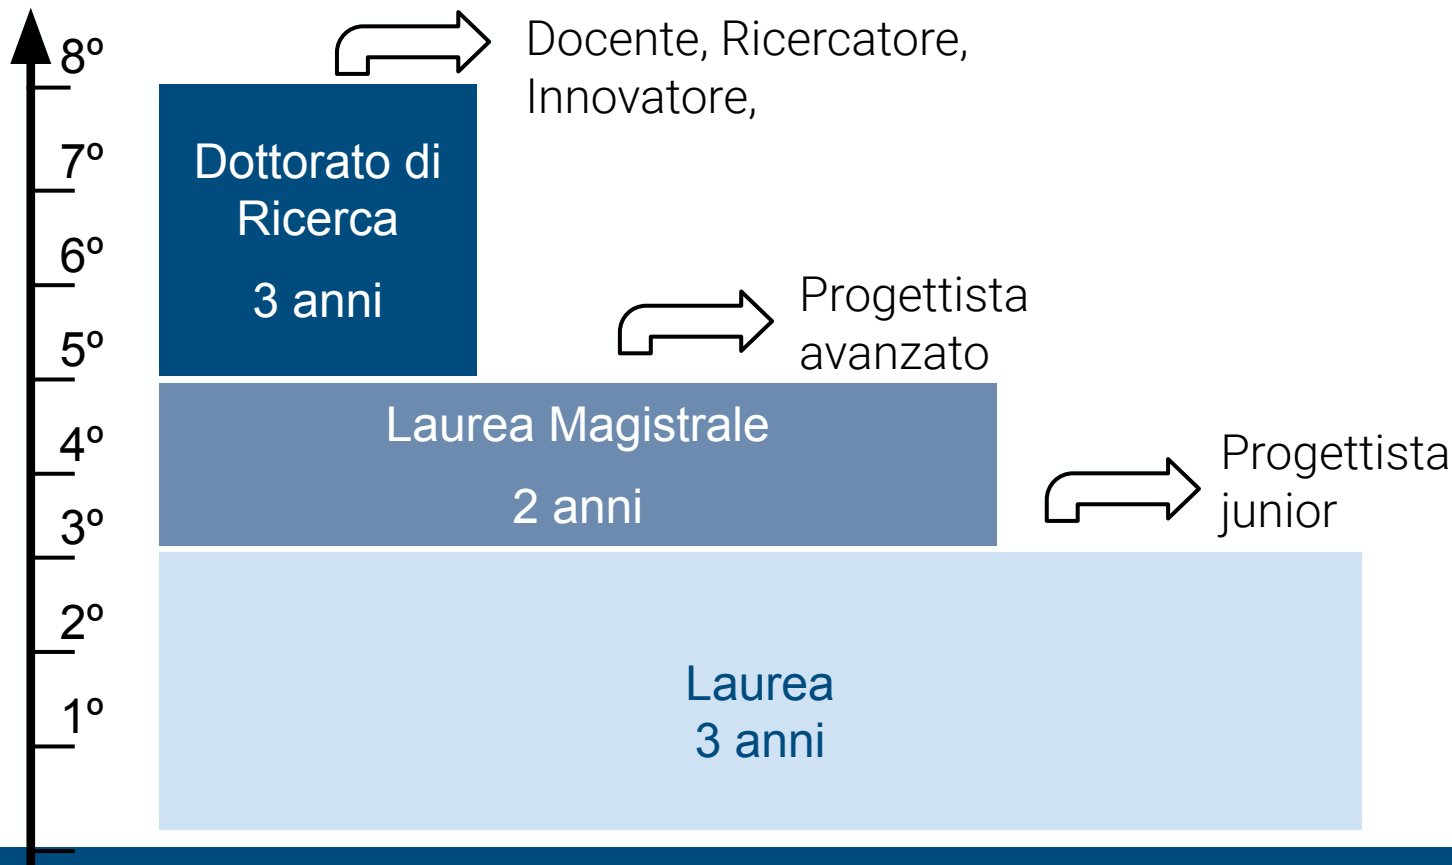 8º
Docente, Ricercatore,
Innovatore,
7º
Dottorato di
Ricerca
6º
3 anni
Progettista
avanzato
5º
Laurea Magistrale
4º
Progettista
junior
2 anni
3º
2º
Laurea
1º
3 anni